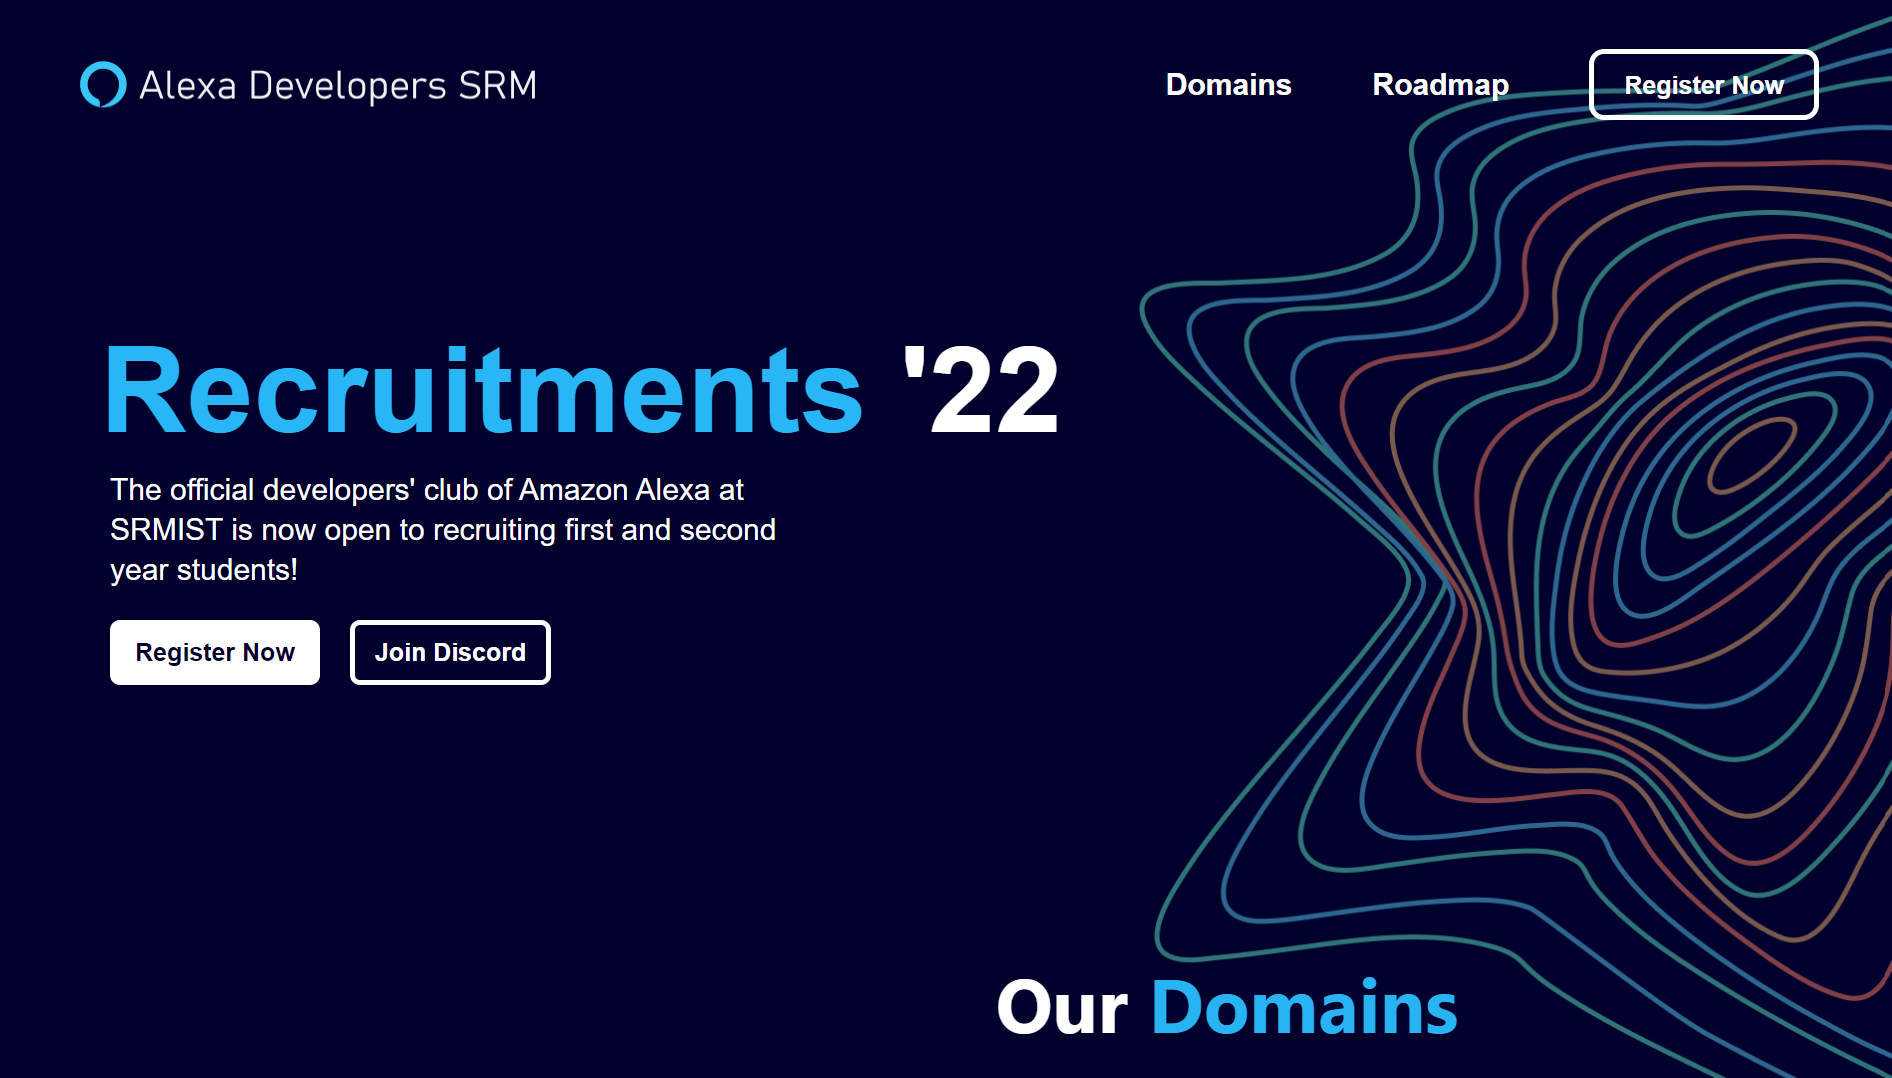 Alexa Developers SRM
Domains
Roadmap
Register Now
Recruitments '22
The official developers' club of Amazon Alexa at
SRMIST is now open to recruiting first and second
year students!
Register Now
Join Discord
Our Domains